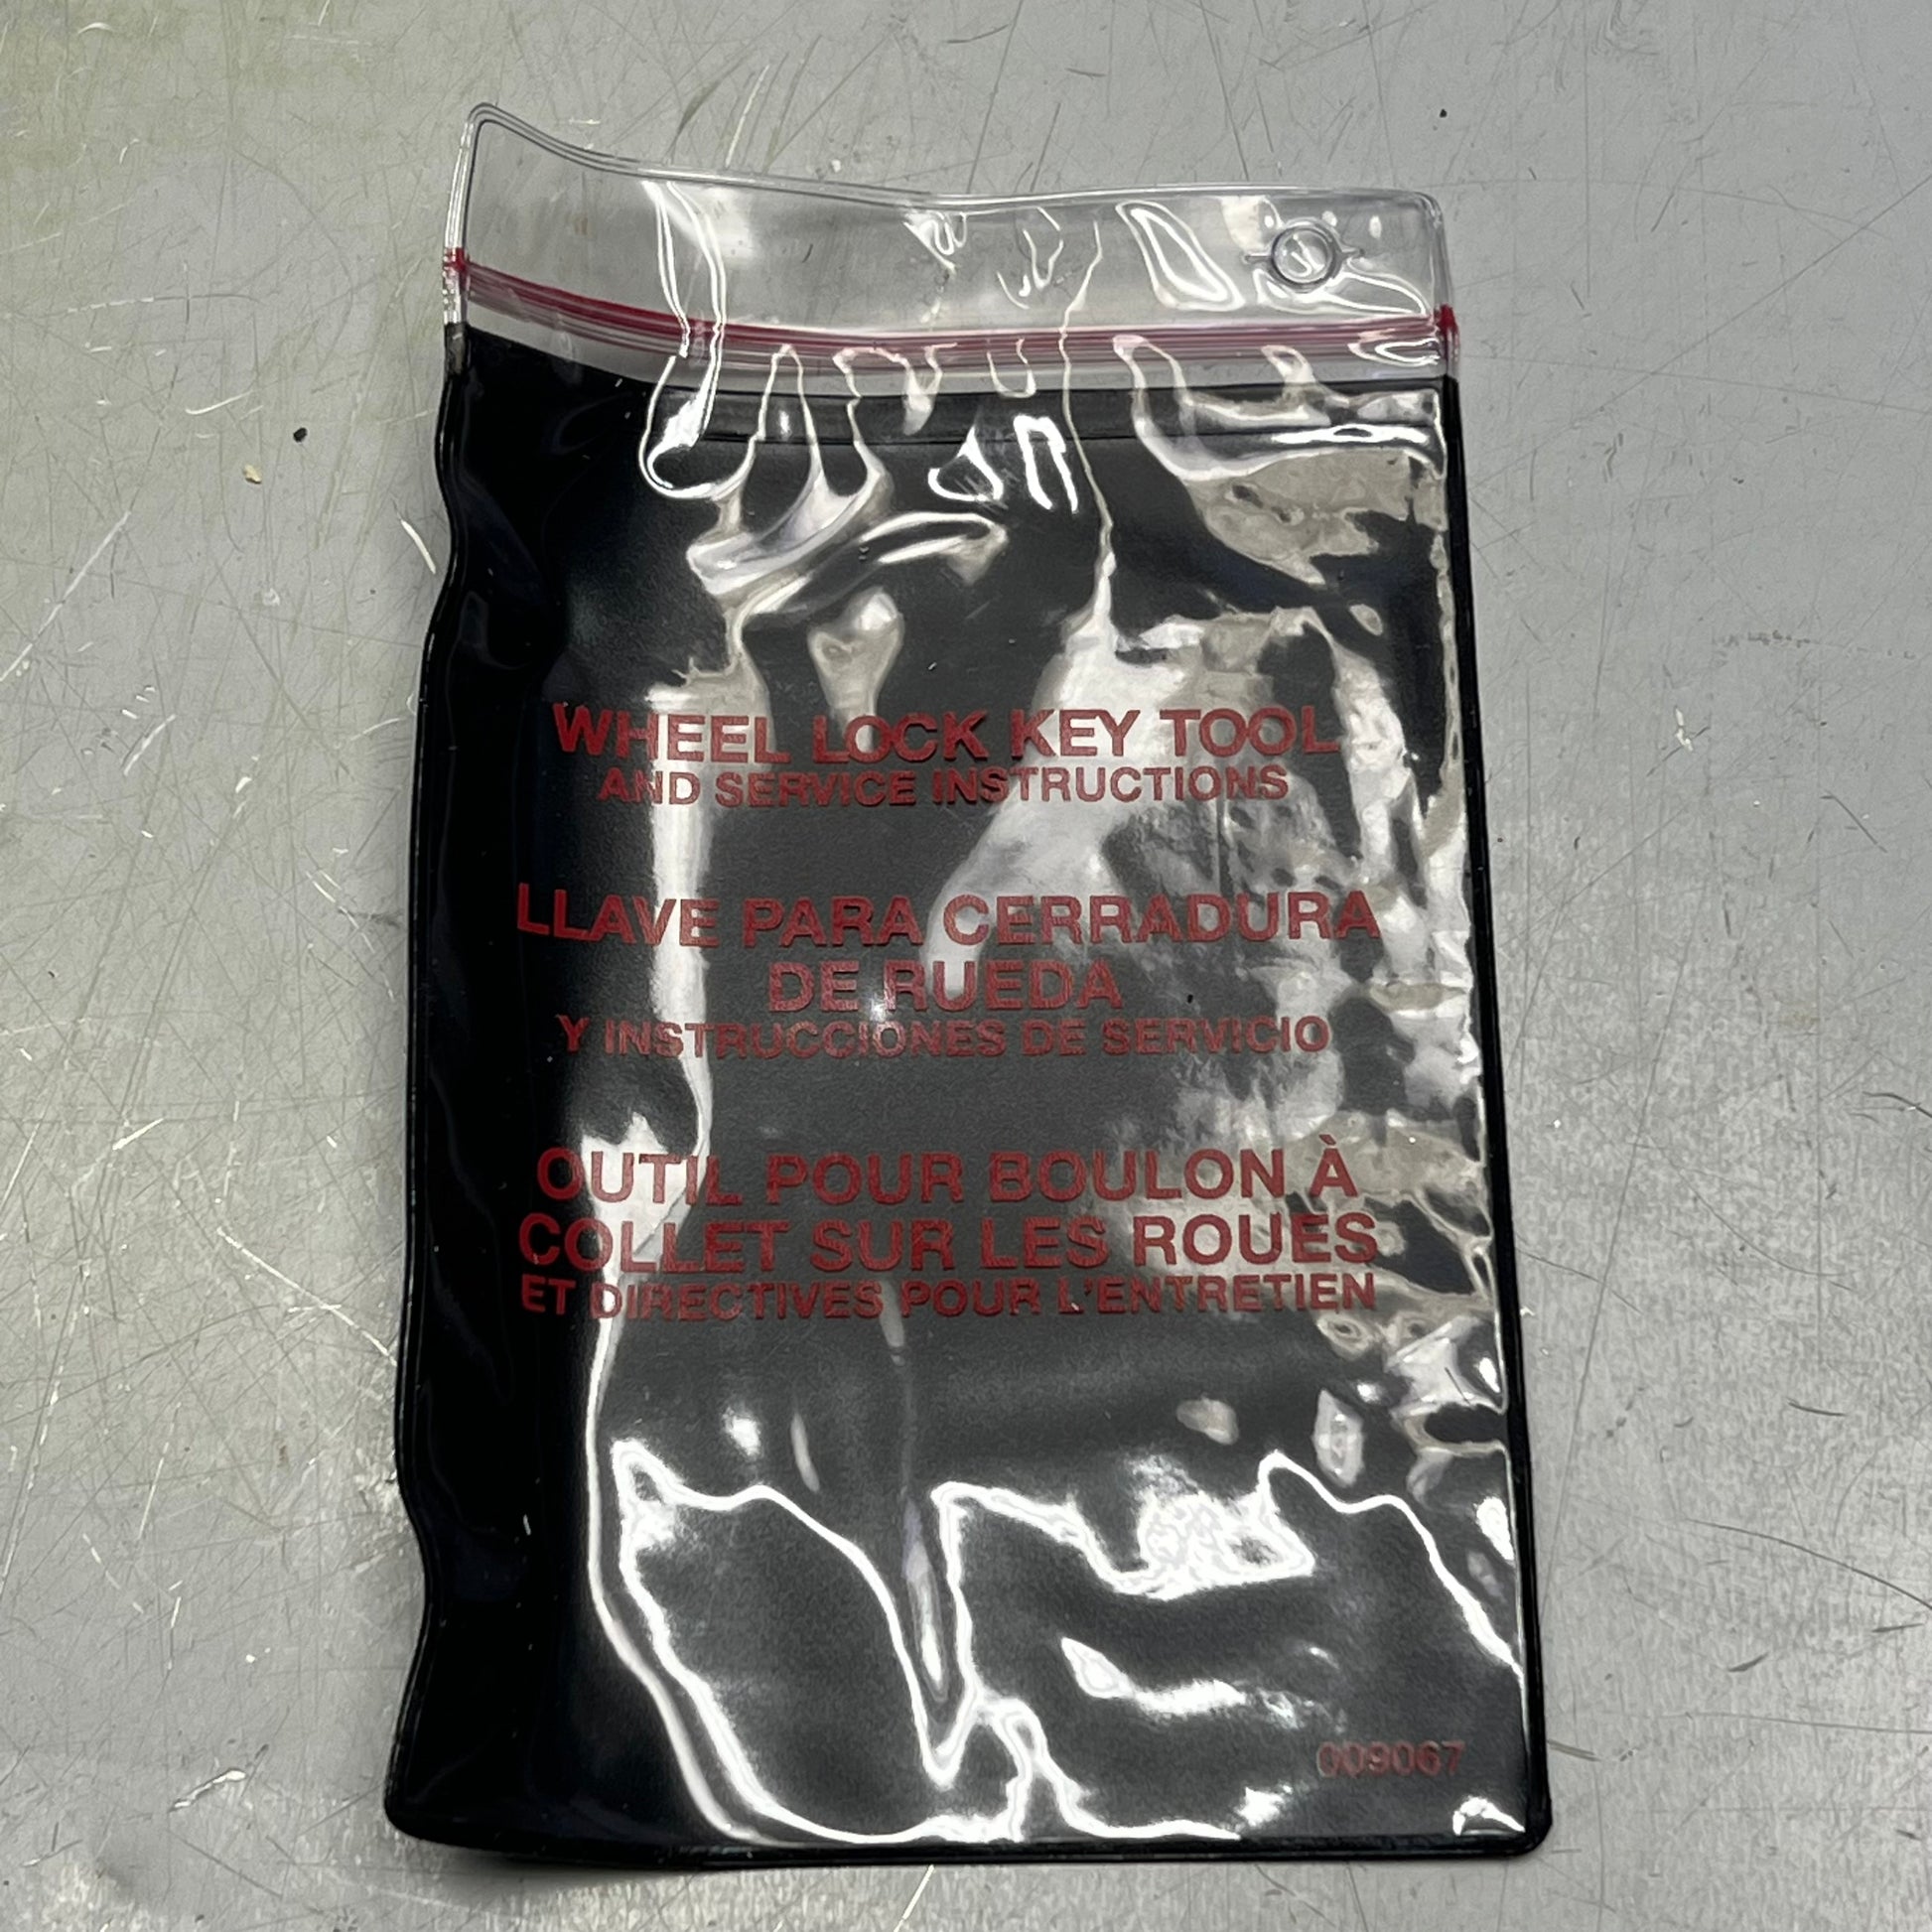 WHEEL LOCK KEY TOOL
AND SERVICE INSTRUCTIONS
LLAVE PARA CERRADURA
DE RUEDA
Y INSTRUCCIONES DE SERVICIO
OUTIL POUR BOULON À
COLLET SUR LES ROUES
ET DIRECTIVES POUR L'ENTRETIEN
009067